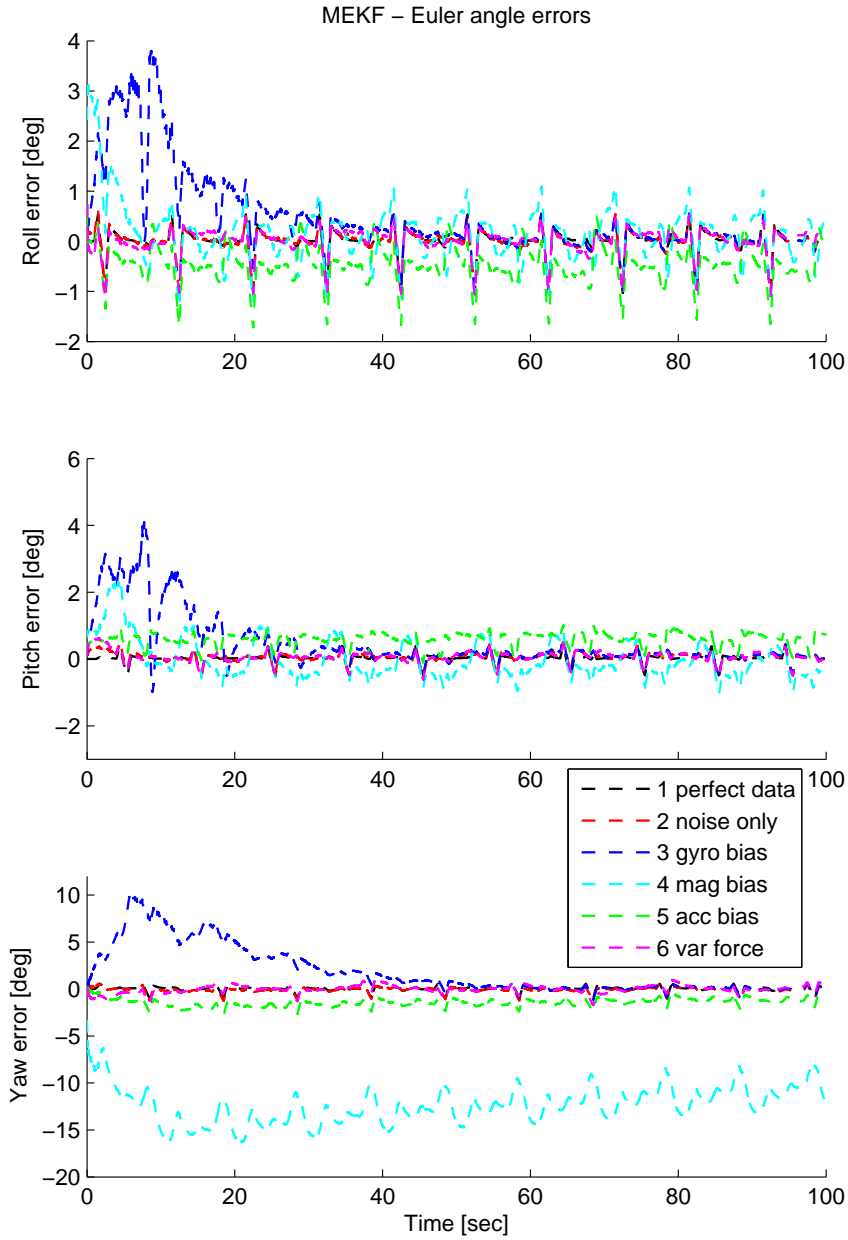 MEKF − Euler angle errors
4
3
2
1
0
−1
−2
Roll error [deg]
0 20 40 60 80 100
6
4
2
0
−2
Pitch error [deg]
0 20 40 60 80 100
1 perfect data
2 noise only
3 gyro bias
4 mag bias
5 acc bias
6 var force
10
5
0
−5
−10
−15
−20
Yaw error [deg]
0 20 40 60 80 100
Time [sec]